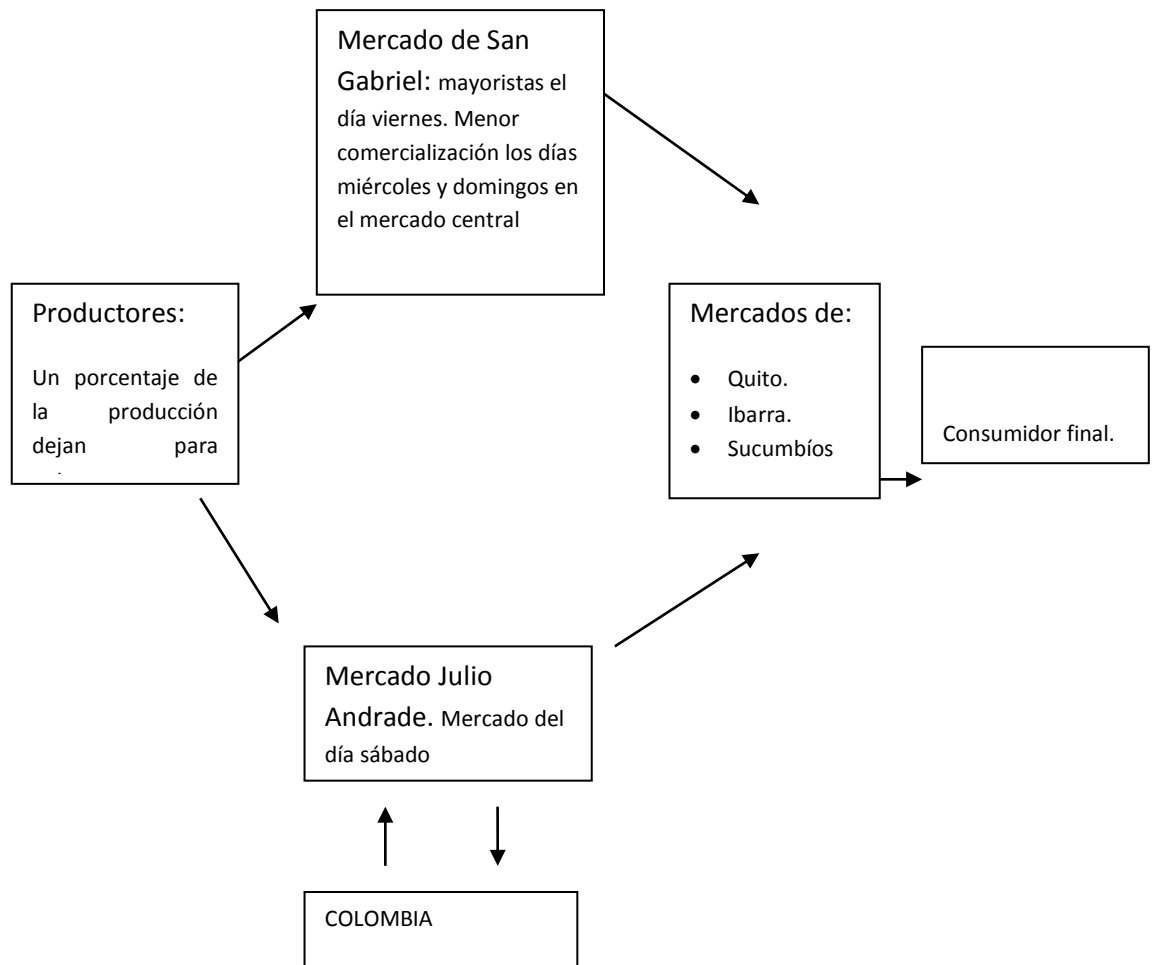 Mercado de San
Gabriel: mayoristas el
día viernes. Menor
comercialización los días
miércoles y domingos en
el mercado central
Productores:
Un porcentaje de
la producción
dejan para
Mercados de:
• Quito.
• Ibarra.
• Sucumbíos
Consumidor final.
Mercado Julio
Andrade. Mercado del
día sábado
COLOMBIA